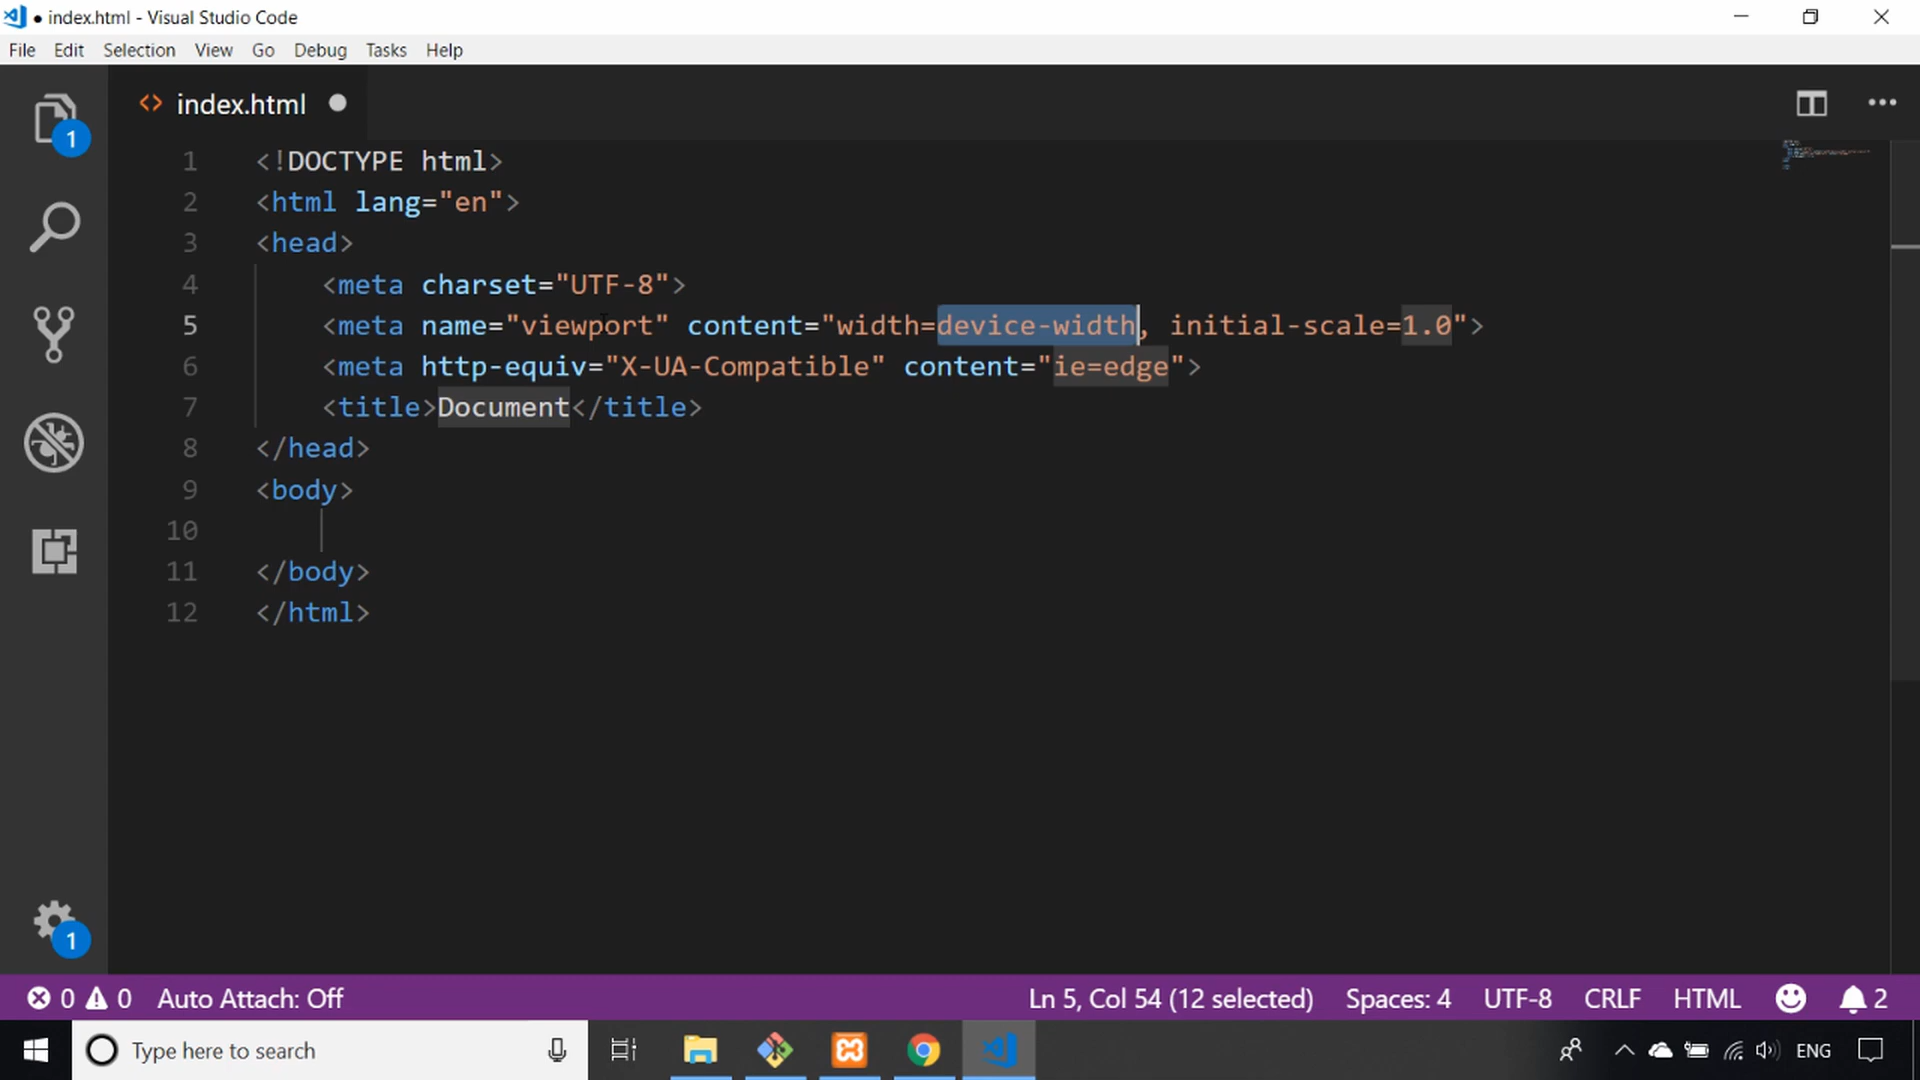 ● index.html - Visual Studio Code
File Edit Selection View Go Debug Tasks Help
1
<> index.html ●
1 <!DOCTYPE html>
2 <html lang="en">
3 <head>
4 <meta charset="UTF-8">
5 <meta name="viewport" content="width=device-width, initial-scale=1.0">
6 <meta http-equiv="X-UA-Compatible" content="ie=edge">
7 <title>Document</title>
8 </head>
9 <body>
10
11 </body>
12 </html>
1
0 0 Auto Attach: Off Ln 5, Col 54 (12 selected) Spaces: 4 UTF-8 CRLF HTML 2
Type here to search ENG